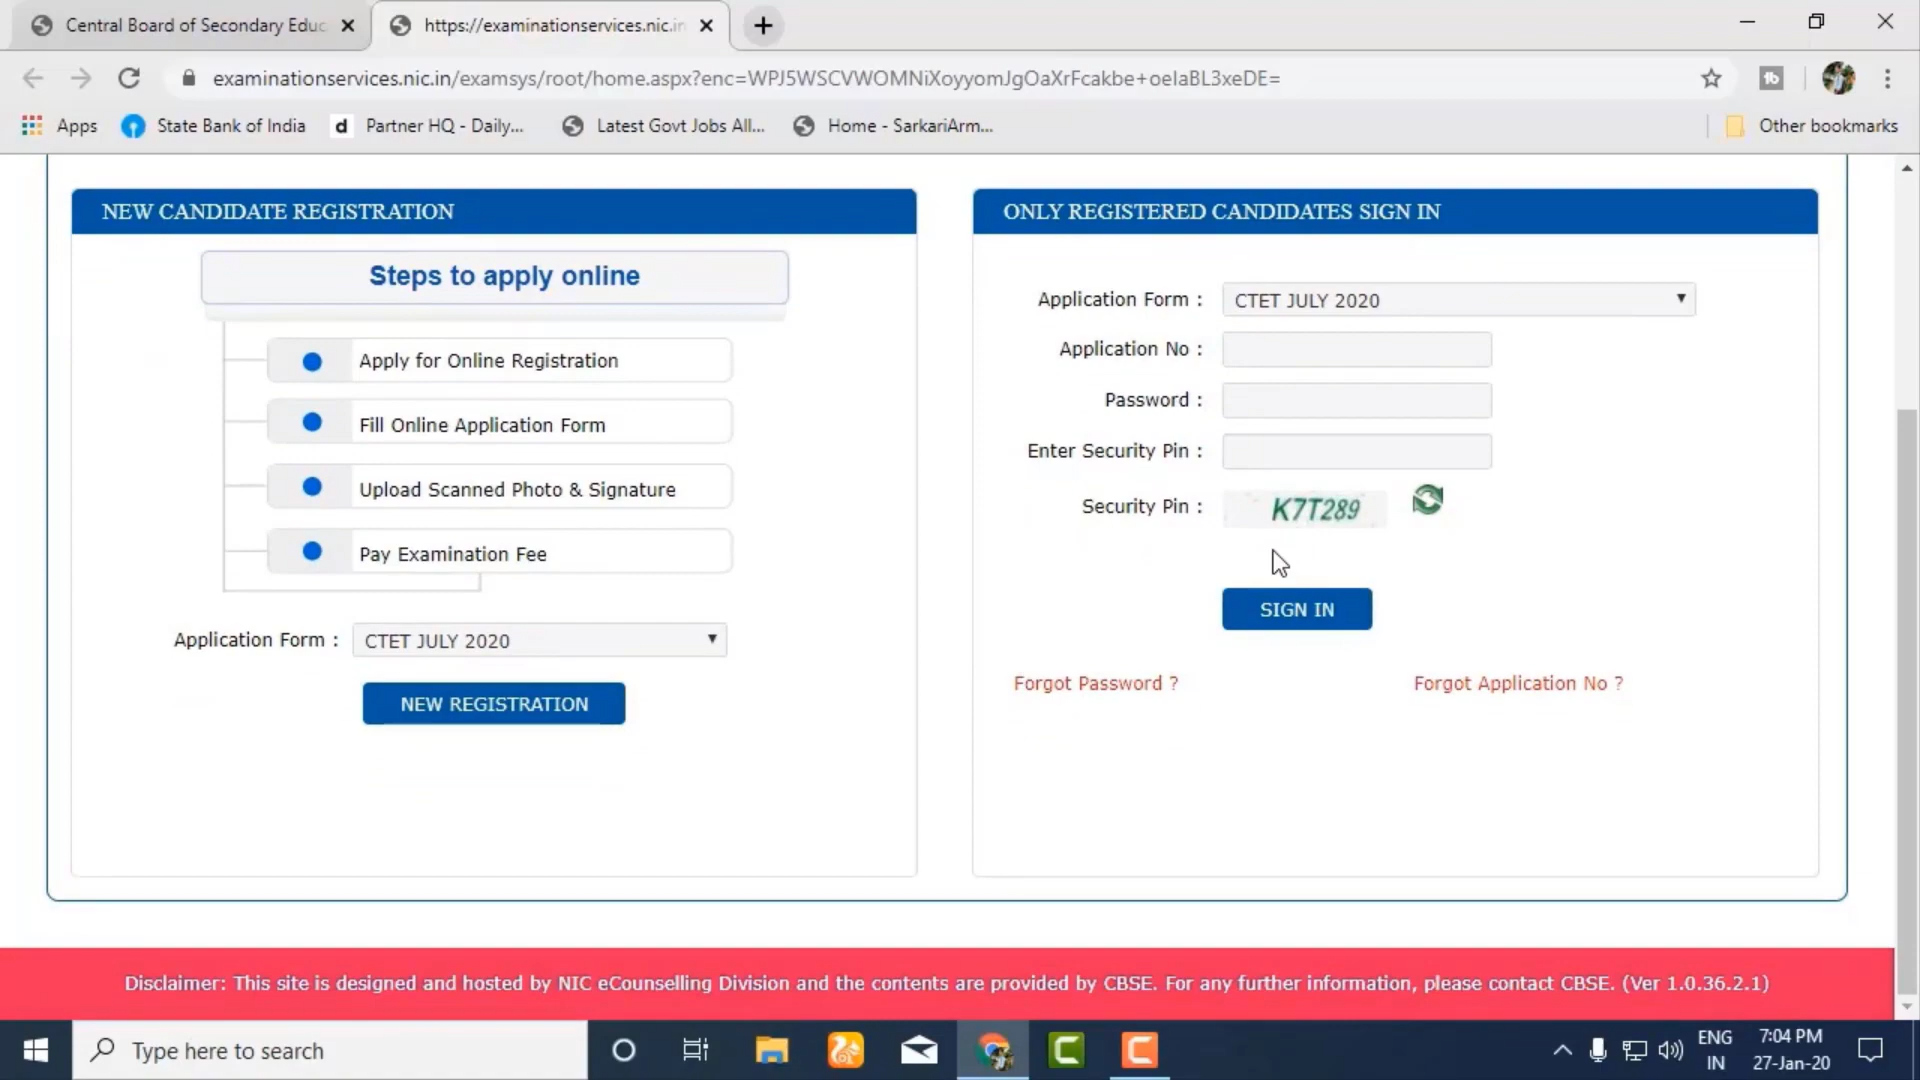 Central Board of Secondary Educ
https://examinationservices.nic.in
examinationservices.nic.in/examsys/root/home.aspx?enc=WPJ5WSCVWOMNiXoyyomJgOaXrFcakbe+oeIaBL3xeDE=
Apps
State Bank of India
d Partner HQ - Daily...
Latest Govt Jobs All...
Home - SarkariArm...
Other bookmarks
NEW CANDIDATE REGISTRATION
Steps to apply online
Apply for Online Registration
Fill Online Application Form
Upload Scanned Photo & Signature
Pay Examination Fee
Application Form : CTET JULY 2020
NEW REGISTRATION
ONLY REGISTERED CANDIDATES SIGN IN
Application Form : CTET JULY 2020
Application No :
Password :
Enter Security Pin :
Security Pin : K7T289
SIGN IN
Forgot Password ?
Forgot Application No ?
Disclaimer: This site is designed and hosted by NIC eCounselling Division and the contents are provided by CBSE. For any further information, please contact CBSE. (Ver 1.0.36.2.1)
Type here to search
ENG
IN
7:04 PM
27-Jan-20